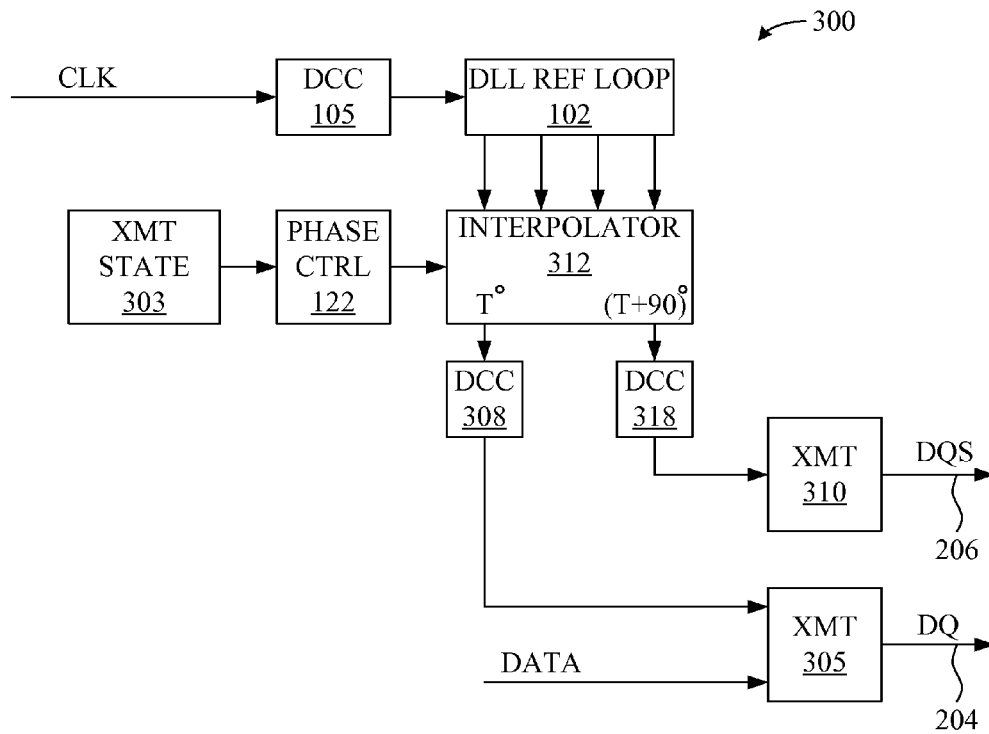 300
CLK
DCC
105
DLL REF LOOP
102
XMT
STATE
303
PHASE
CTRL
122
INTERPOLATOR
312
T° (T+90)°
DCC
308
DCC
318
XMT
310
DQS
206
XMT
305
DQ
DATA
204